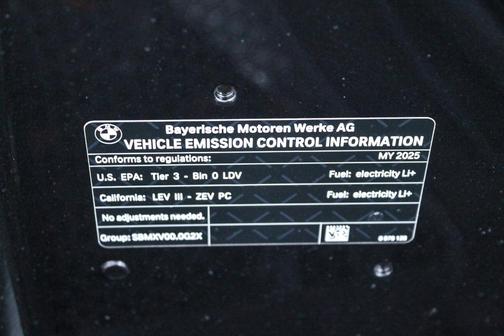 Bayerische Motoren Werke AG
VEHICLE EMISSION CONTROL INFORMATION
Conforms to regulations: MY 2025
U.S. EPA: Tier 3 - Bin 0 LDV Fuel: electricity Li+
California: LEV III - ZEV PC Fuel: electricity Li+
No adjustments needed.
Group: SBMXV00.0G2X